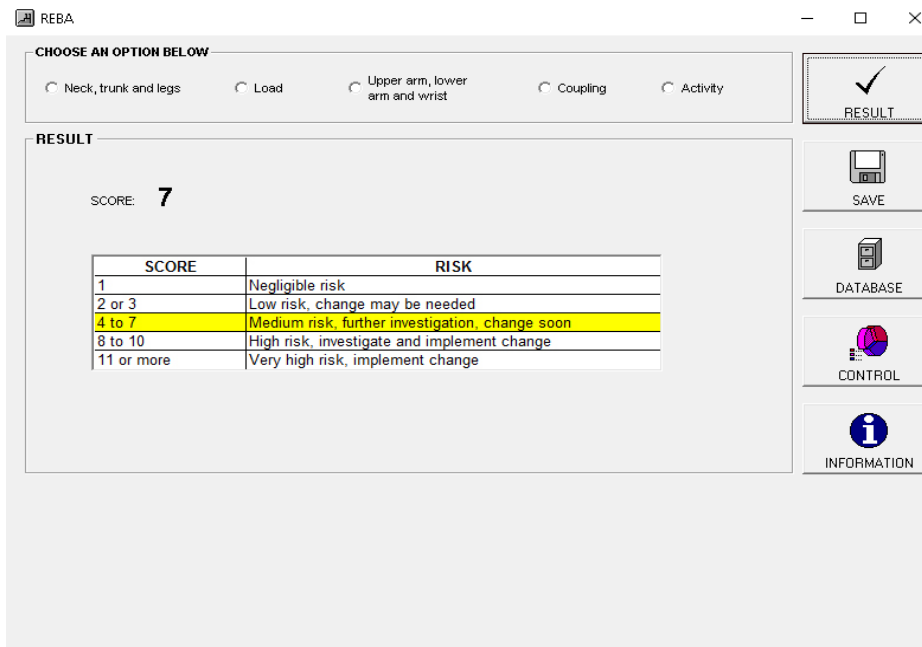 REBA
CHOOSE AN OPTION BELOW
Neck, trunk and legs
Load
Upper arm, lower
arm and wrist
Coupling
Activity
RESULT
RESULT
SCORE: 7
SCORE RISK
1 Negligible risk
2 or 3 Low risk, change may be needed
4 to 7 Medium risk, further investigation, change soon
8 to 10 High risk, investigate and implement change
11 or more Very high risk, implement change
SAVE
DATABASE
CONTROL
INFORMATION